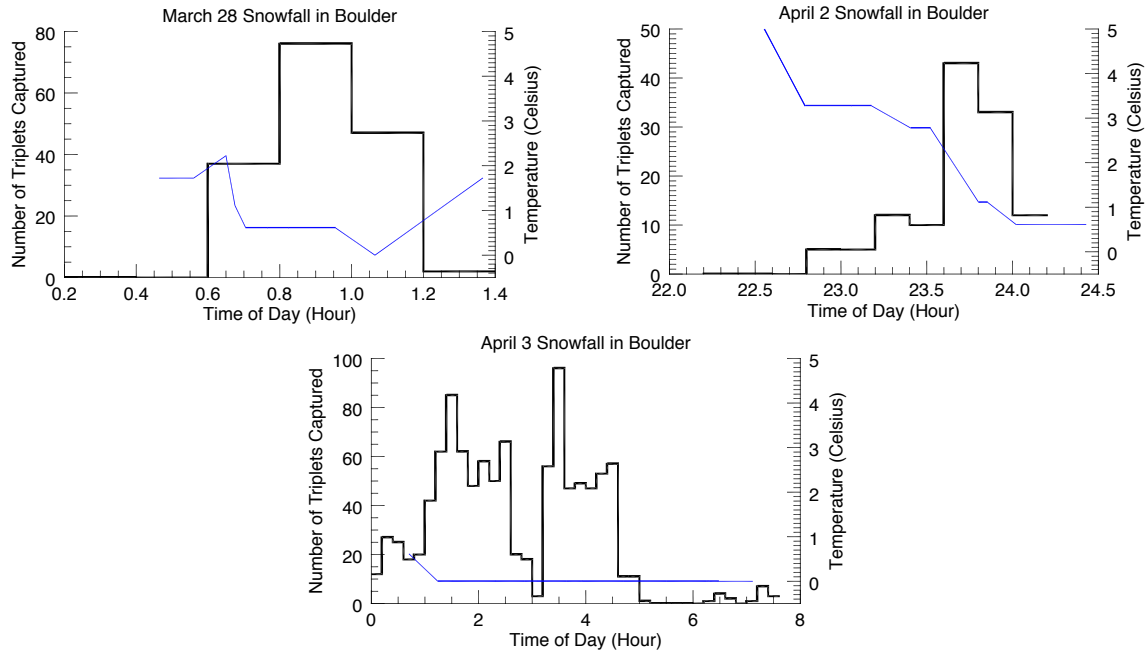 March 28 Snowfall in Boulder
Number of Triplets Captured
80
60
40
20
0
5
4
3
2
1
0
Temperature (Celsius)
0.2 0.4 0.6 0.8 1.0 1.2 1.4
Time of Day (Hour)
April 2 Snowfall in Boulder
Number of Triplets Captured
50
40
30
20
10
0
5
4
3
2
1
0
Temperature (Celsius)
22.0 22.5 23.0 23.5 24.0 24.5
Time of Day (Hour)
April 3 Snowfall in Boulder
Number of Triplets Captured
100
80
60
40
20
0
5
4
3
2
1
0
Temperature (Celsius)
0 2 4 6 8
Time of Day (Hour)